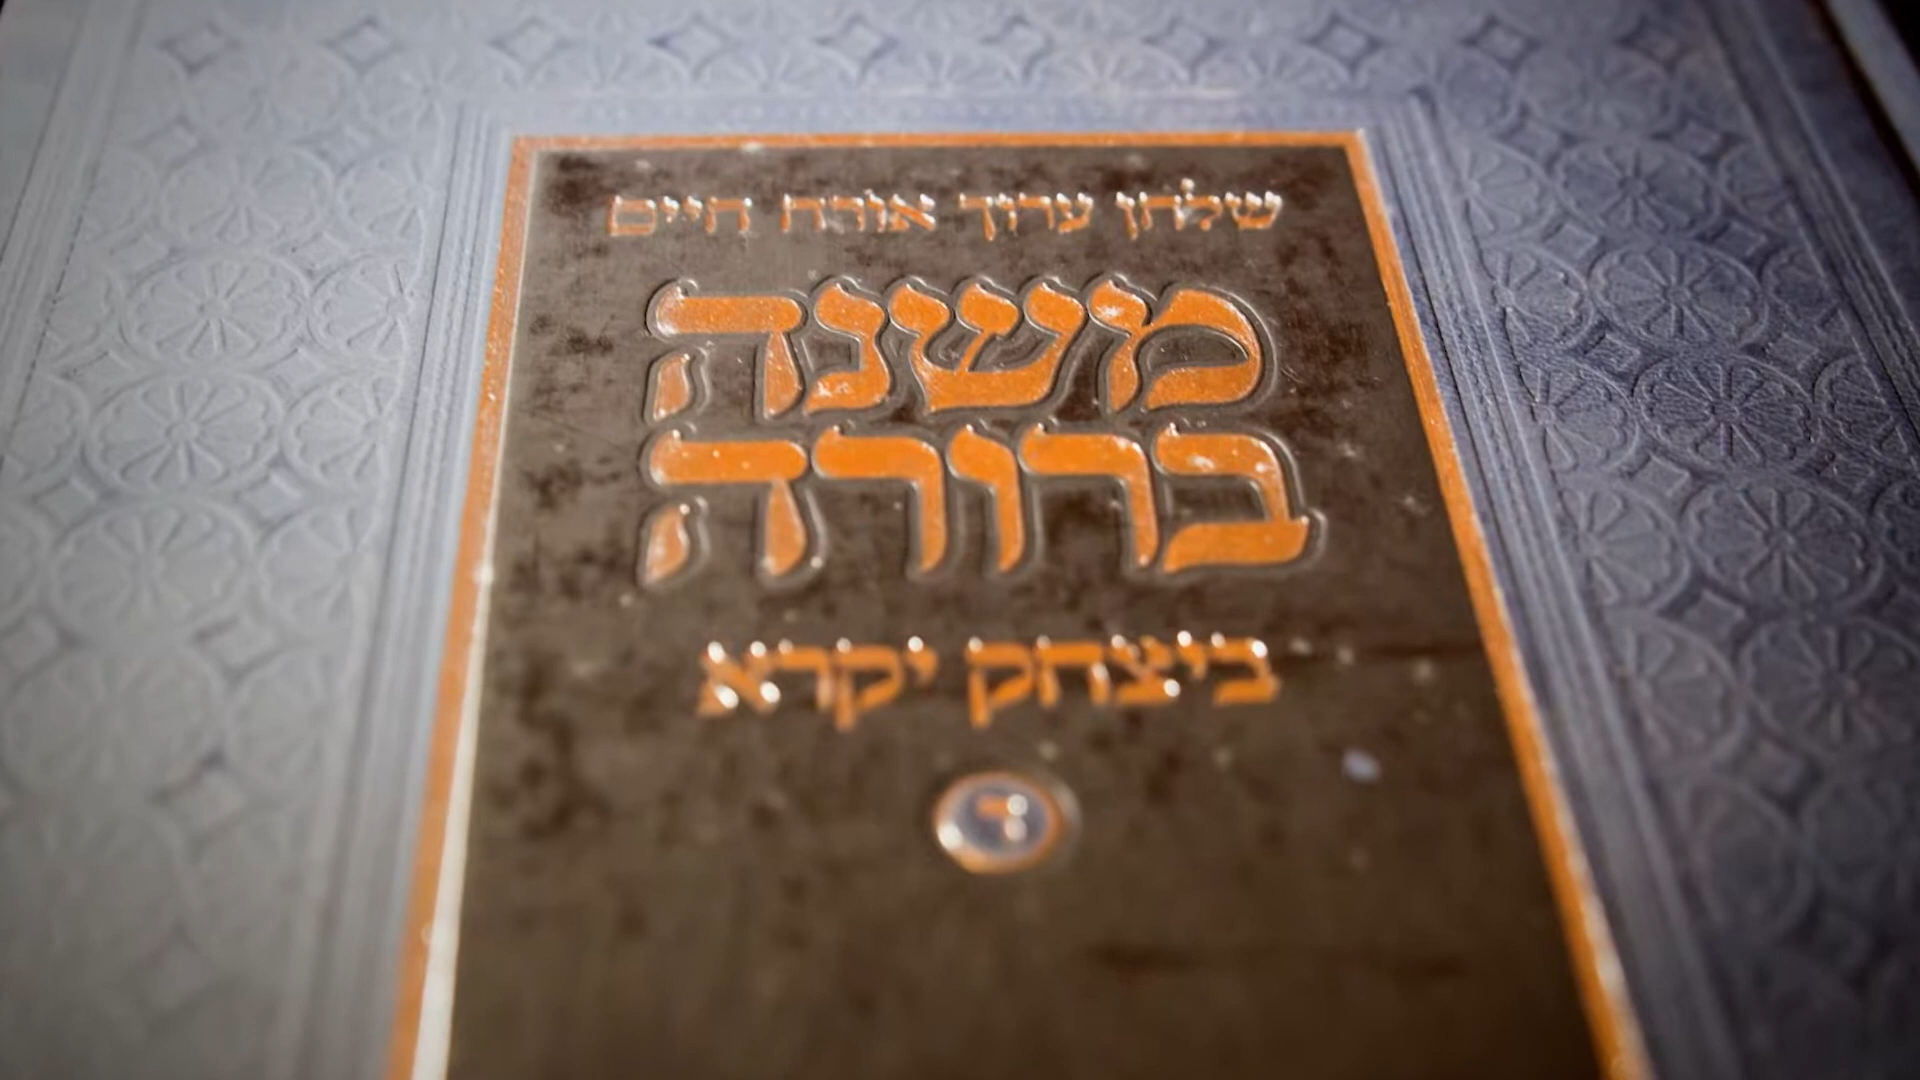 שלחן ערוך אורח חיים
משנה
ברורה
ביצחק יקרא
ד